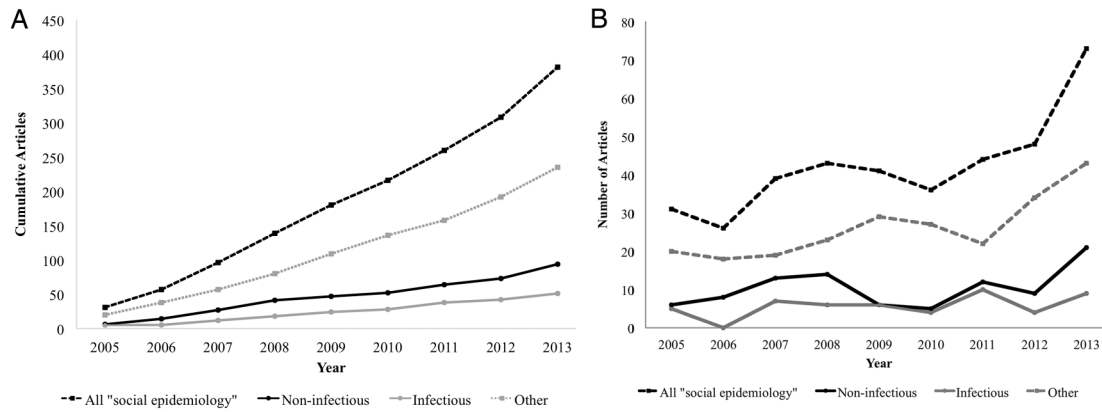 A
Cumulative Articles
450
400
350
300
250
200
150
100
50
0
2005 2006 2007 2008 2009 2010 2011 2012 2013
Year
All "social epidemiology" Non-infectious Infectious Other
B
Number of Articles
80
70
60
50
40
30
20
10
0
2005 2006 2007 2008 2009 2010 2011 2012 2013
Year
All "social epidemiology" Non-infectious Infectious Other